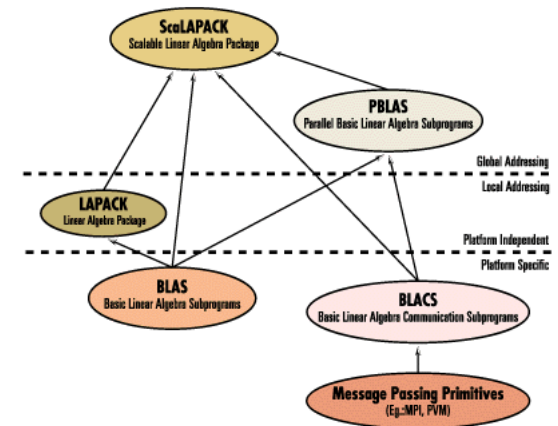 ScaLAPACK
Scalable Linear Algebra Package
PBLAS
Parallel Basic Linear Algebra Subprograms
Global Addressing
Local Addressing
LAPACK
Linear Algebra Package
Platform Independent
Platform Specific
BLAS
Basic Linear Algebra Subprograms
BLACS
Basic Linear Algebra Communication Subprograms
Message Passing Primitives
(Eg.:MPI, PVM)